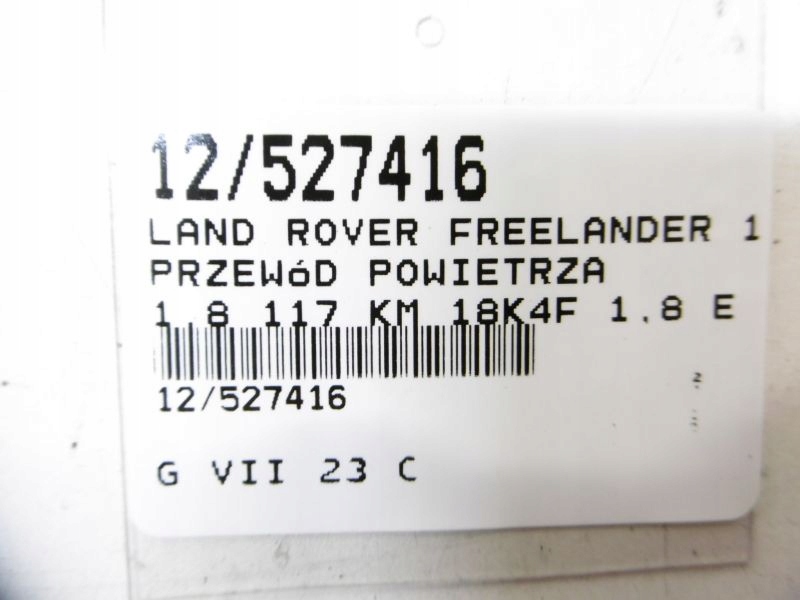 12/527416
LAND ROVER FREELANDER 1
PRZEWóD POWIETRZA
1.8 117 KM 18K4F 1.8 E
12/527416
G VII 23 C